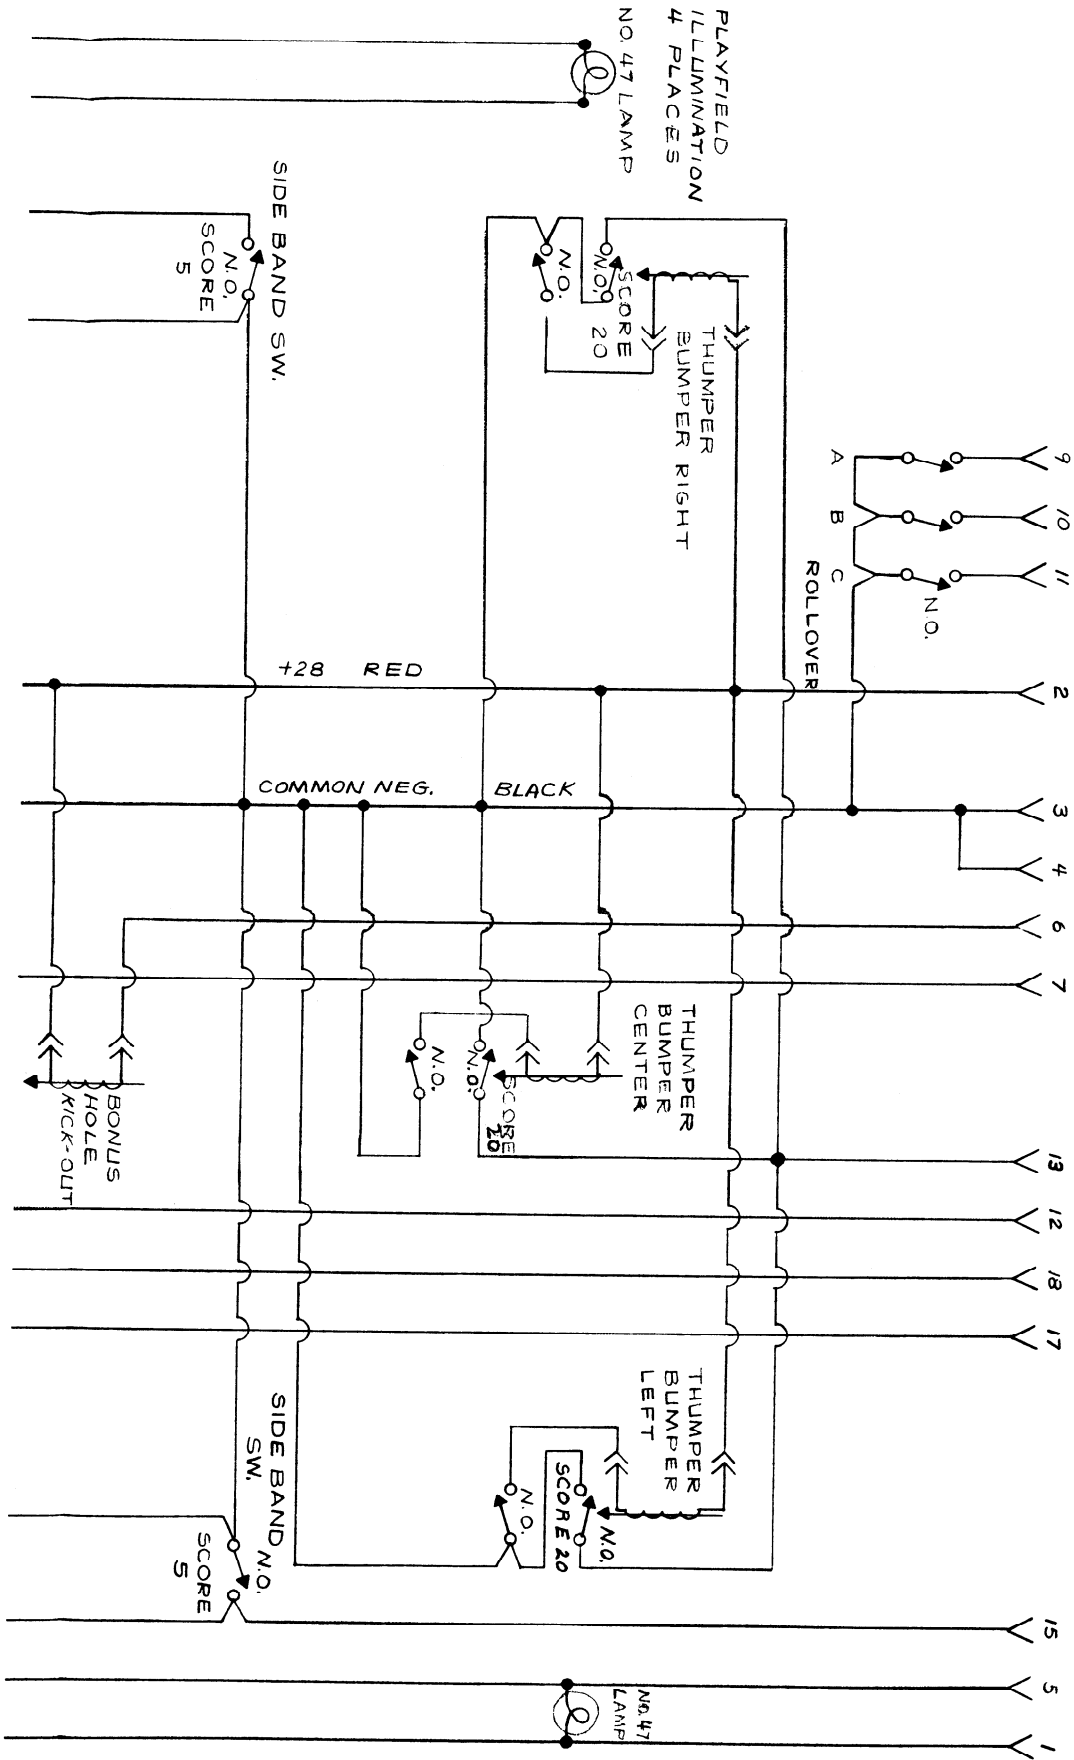 PLAYFIELD
ILLUMINATION
4 PLACES
NO. 47 LAMP
9
10
11
2
3
4
6
7
13
12
18
17
15
5
1
A
B
C
N.O.
ROLLOVER
THUMPER
BUMPER RIGHT
SCORE
20
N.O.
N.O.
SIDE BAND SW.
N.O.
SCORE
5
+28 RED
COMMON NEG. BLACK
THUMPER
BUMPER
CENTER
SCORE
20
N.O.
N.O.
BONUS
HOLE
KICK-OUT
THUMPER
BUMPER
LEFT
N.O.
SCORE 20
N.O.
SIDE BAND
SW.
N.O.
SCORE
5
NO. 47
LAMP